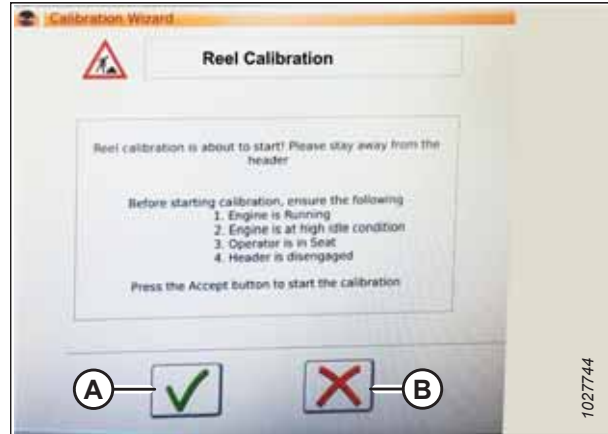 Calibration Wizard
Reel Calibration
Reel calibration is about to start! Please stay away from the
header
Before starting calibration, ensure the following
1. Engine is Running
2. Engine is at high idle condition
3. Operator is in Seat
4. Header is disengaged
Press the Accept button to start the calibration
A
B
1027744